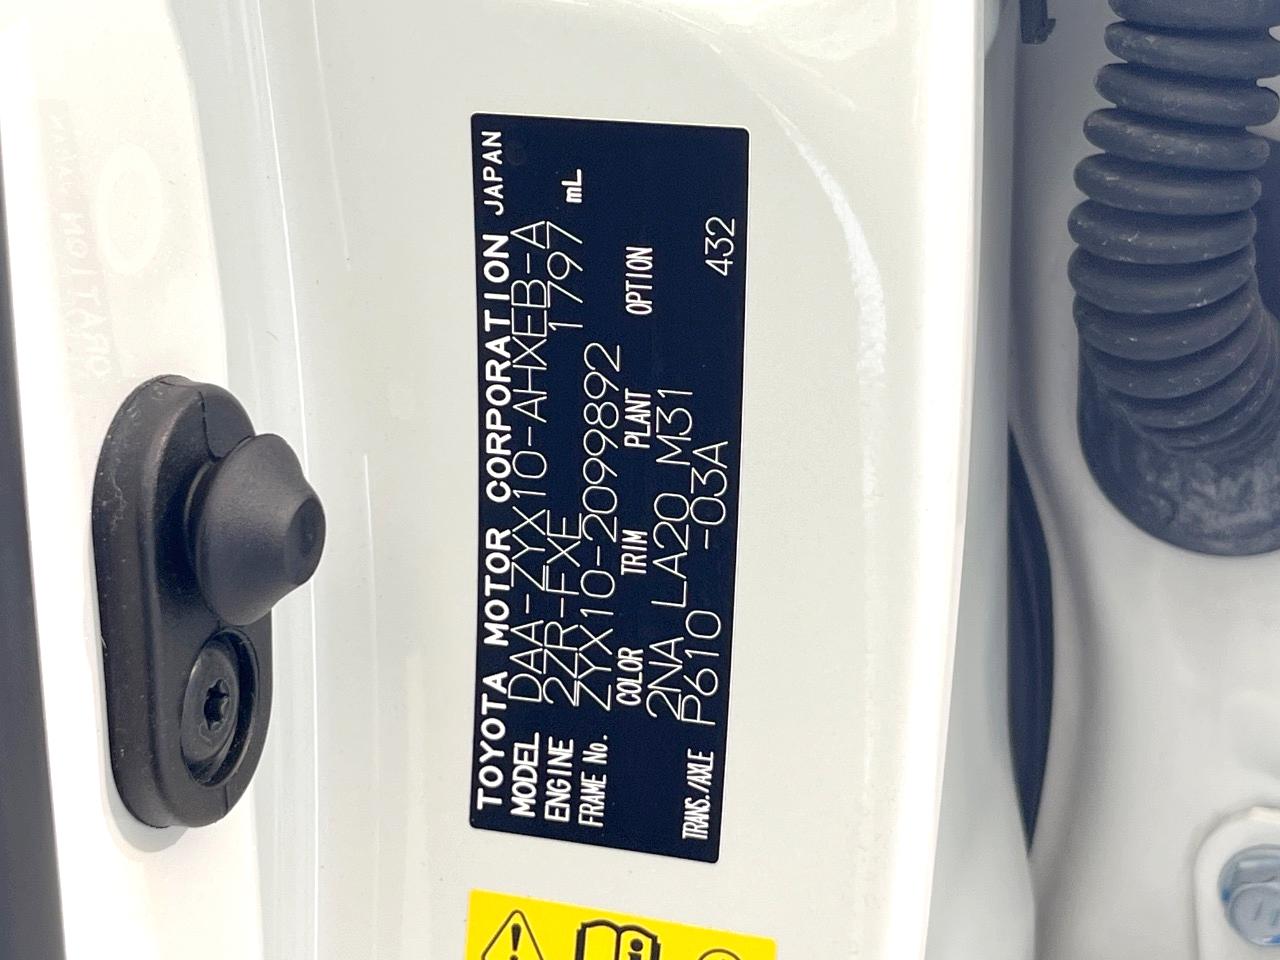 TOYOTA MOTOR CORPORATION JAPAN
MODEL DAA-ZYX10-AHXEB-A
ENGINE 2ZR-FXE 1797 mL
FRAME No. ZYX10-2099892
COLOR TRIM PLANT OPTION
2NA LA20 M31
TRANS./AXLE P610 -03A 432